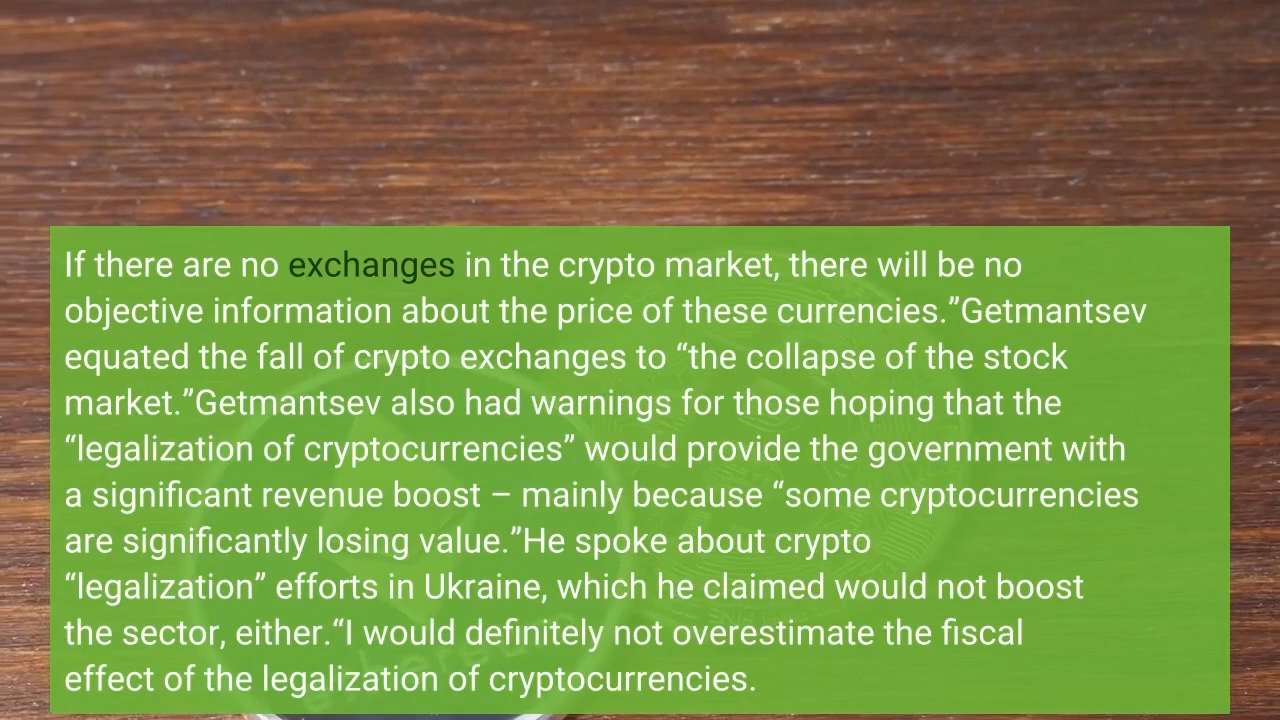 If there are no exchanges in the crypto market, there will be no
objective information about the price of these currencies.”Getmantsev
equated the fall of crypto exchanges to “the collapse of the stock
market.”Getmantsev also had warnings for those hoping that the
“legalization of cryptocurrencies” would provide the government with
a significant revenue boost – mainly because “some cryptocurrencies
are significantly losing value.”He spoke about crypto
“legalization” efforts in Ukraine, which he claimed would not boost
the sector, either.“I would definitely not overestimate the fiscal
effect of the legalization of cryptocurrencies.